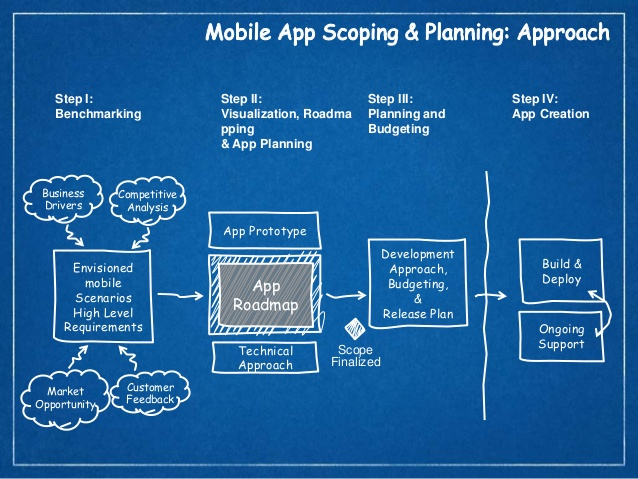 Mobile App Scoping & Planning: Approach
Step I:
Benchmarking
Step II:
Visualization, Roadma
pping
& App Planning
Step III:
Planning and
Budgeting
Step IV:
App Creation
Business
Drivers
Competitive
Analysis
Envisioned
mobile
Scenarios
High Level
Requirements
Market
Opportunity
Customer
Feedback
App Prototype
App
Roadmap
Technical
Approach
Scope
Finalized
Development
Approach,
Budgeting,
&
Release Plan
Build &
Deploy
Ongoing
Support